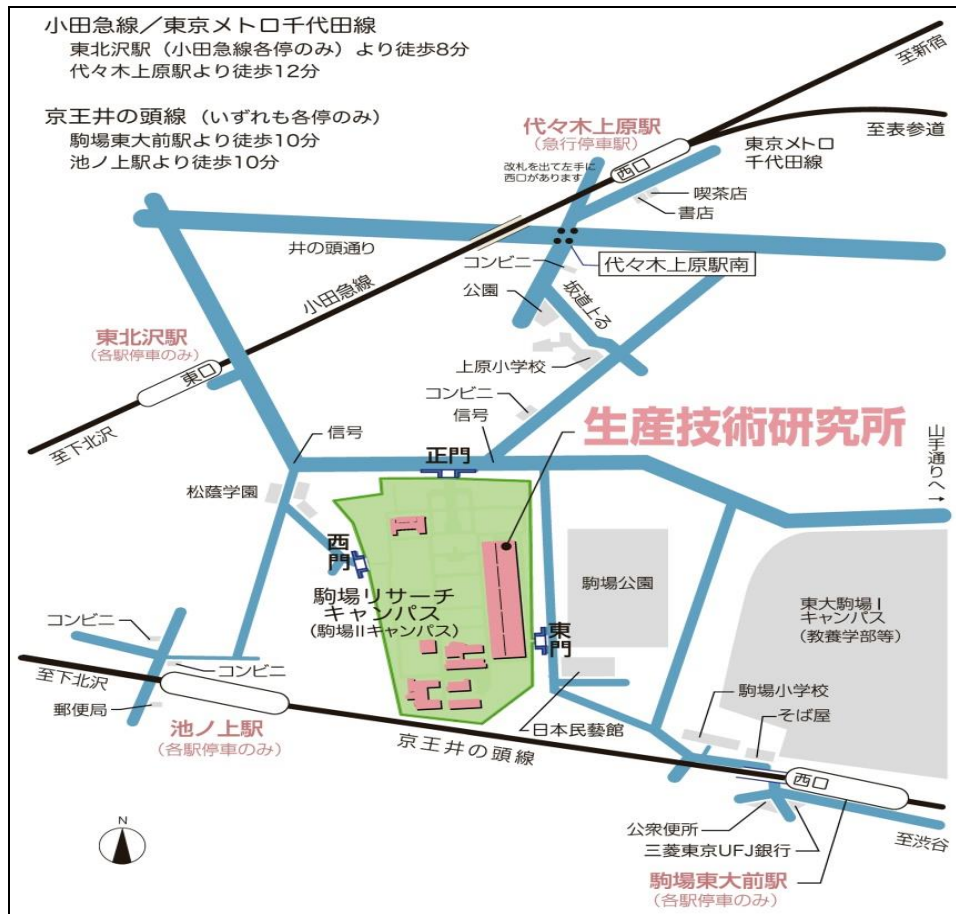 小田急線／東京メトロ千代田線
東北沢駅（小田急線各停のみ）より徒歩8分
代々木上原駅より徒歩12分
京王井の頭線（いずれも各停のみ）
駒場東大前駅より徒歩10分
池ノ上駅より徒歩10分
至新宿
代々木上原駅
（急行停車駅）
至表参道
東京メトロ
千代田線
改札を出て左手に
西口があります
西口
喫茶店
書店
井の頭通り
コンビニ
代々木上原駅南
小田急線
公園
坂道上る
東北沢駅
（各駅停車のみ）
東口
上原小学校
コンビニ
信号
生産技術研究所
至下北沢
信号
正門
山手通りへ→
松蔭学園
西門
駒場リサーチ
キャンパス
（駒場IIキャンパス）
駒場公園
東大駒場I
キャンパス
（教養学部等）
東門
コンビニ
コンビニ
至下北沢
郵便局
池ノ上駅
（各駅停車のみ）
京王井の頭線
日本民藝館
駒場小学校
そば屋
西口
公衆便所
三菱東京UFJ銀行
至渋谷
駒場東大前駅
（各駅停車のみ）
N